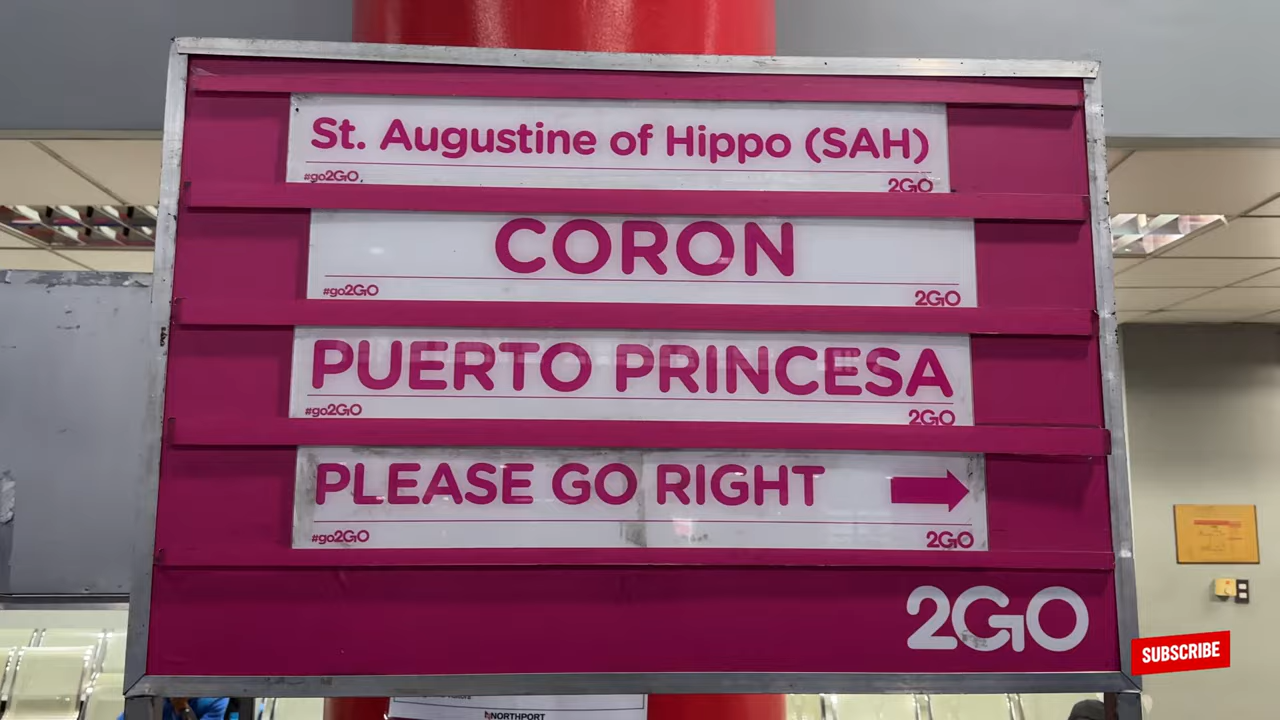 St. Augustine of Hippo (SAH)
#go2GO
2GO
CORON
#go2GO
2GO
PUERTO PRINCESA
#go2GO
2GO
PLEASE GO RIGHT
#go2GO
2GO
2GO
SUBSCRIBE
NORTHPORT